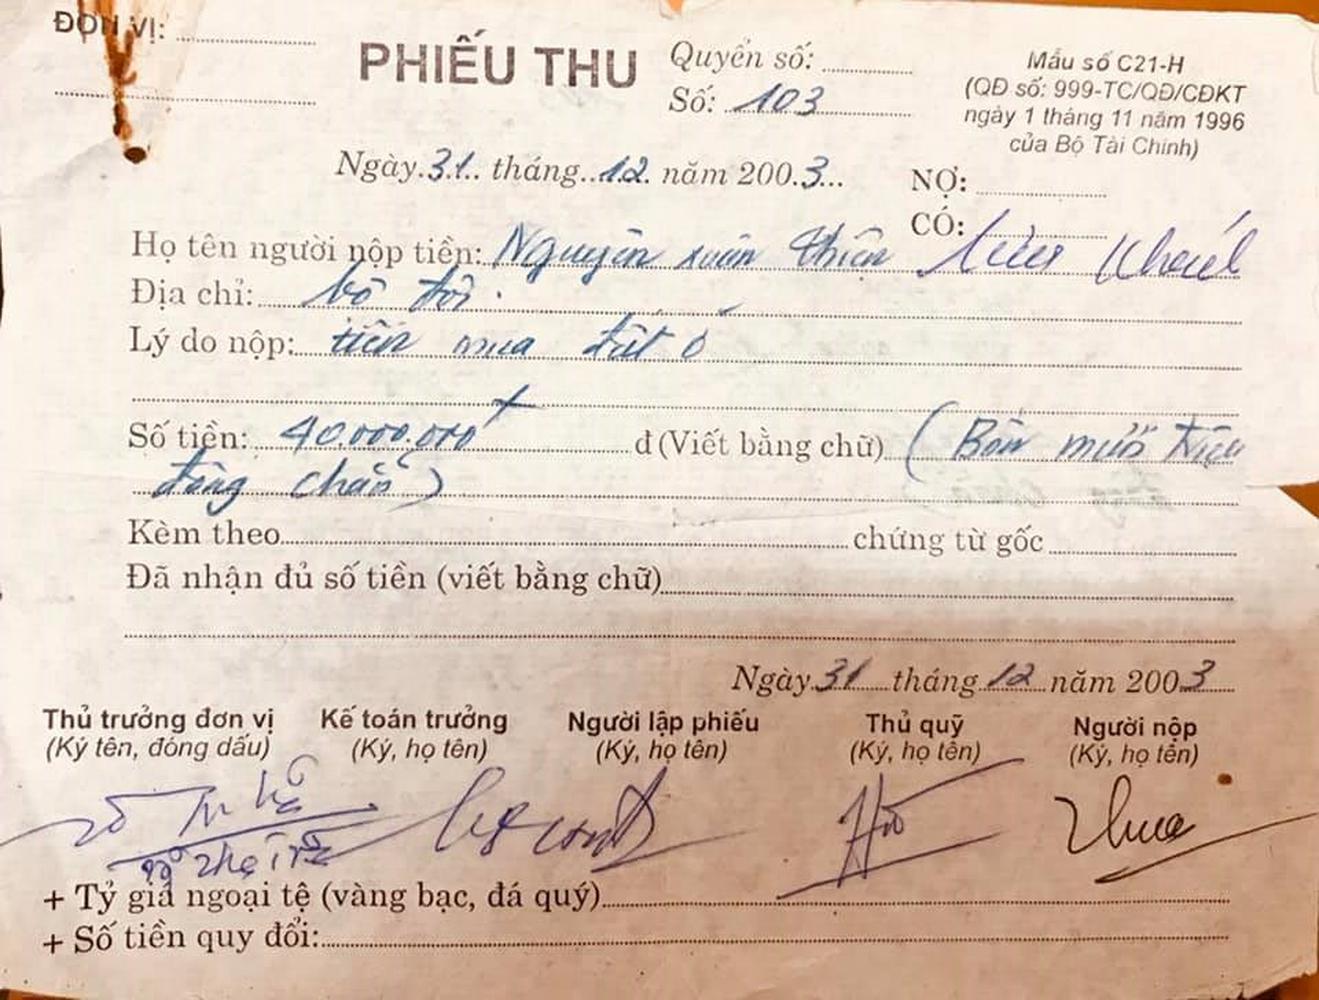 ĐƠN VỊ:
PHIẾU THU
Quyển số:
Số: 103
Mẫu số C21-H
(QĐ số: 999-TC/QĐ/CĐKT
ngày 1 tháng 11 năm 1996
của Bộ Tài Chính)
Ngày 31 tháng 12 năm 2003
NỢ:
CÓ:
Họ tên người nộp tiền: Nguyễn xuân thiện
Địa chỉ: bộ đội
Lý do nộp: tiền mua đất ở
Số tiền: 40.000.000 đ (Viết bằng chữ) (Bốn mươi triệu
đồng chẵn)
Kèm theo chứng từ gốc
Đã nhận đủ số tiền (viết bằng chữ)
Ngày 31 tháng 12 năm 2003
Thủ trưởng đơn vị Kế toán trưởng Người lập phiếu Thủ quỹ Người nộp
(Ký tên, đóng dấu) (Ký, họ tên) (Ký, họ tên) (Ký, họ tên) (Ký, họ tên)
+ Tỷ giá ngoại tệ (vàng bạc, đá quý)
+ Số tiền quy đổi: